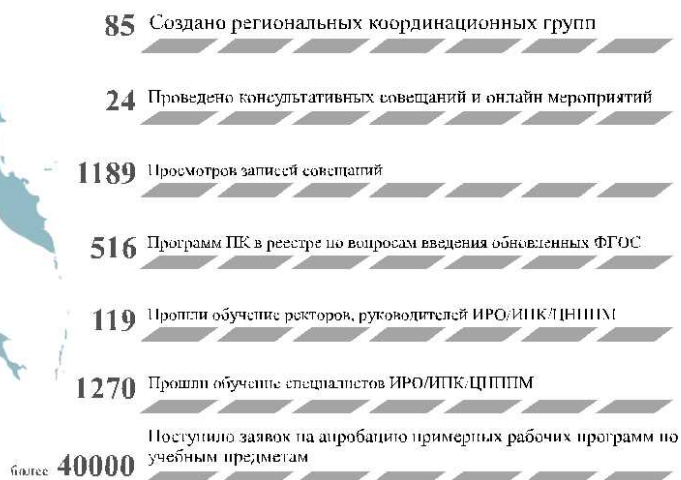 85 Создано региональных координационных групп
24 Проведено консультативных совещаний и онлайн мероприятий
1189 Просмотров записей совещаний
516 Программ ПК в реестре по вопросам введения обновленных ФГОС
119 Прошли обучение ректоров, руководителей ИРО/ИПК/ЦНППМ
1270 Прошли обучение специалистов ИРО/ИПК/ЦНППМ
Поступило заявок на апробацию примерных рабочих программ по
более 40000 учебным предметам